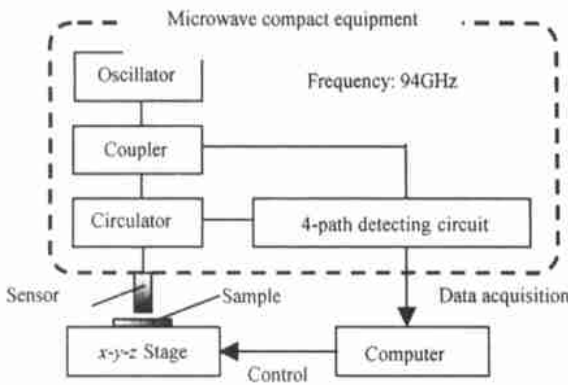 Microwave compact equipment
Oscillator
Frequency: 94GHz
Coupler
Circulator
4-path detecting circuit
Sensor
Sample
Data acquisition
x-y-z Stage
Control
Computer